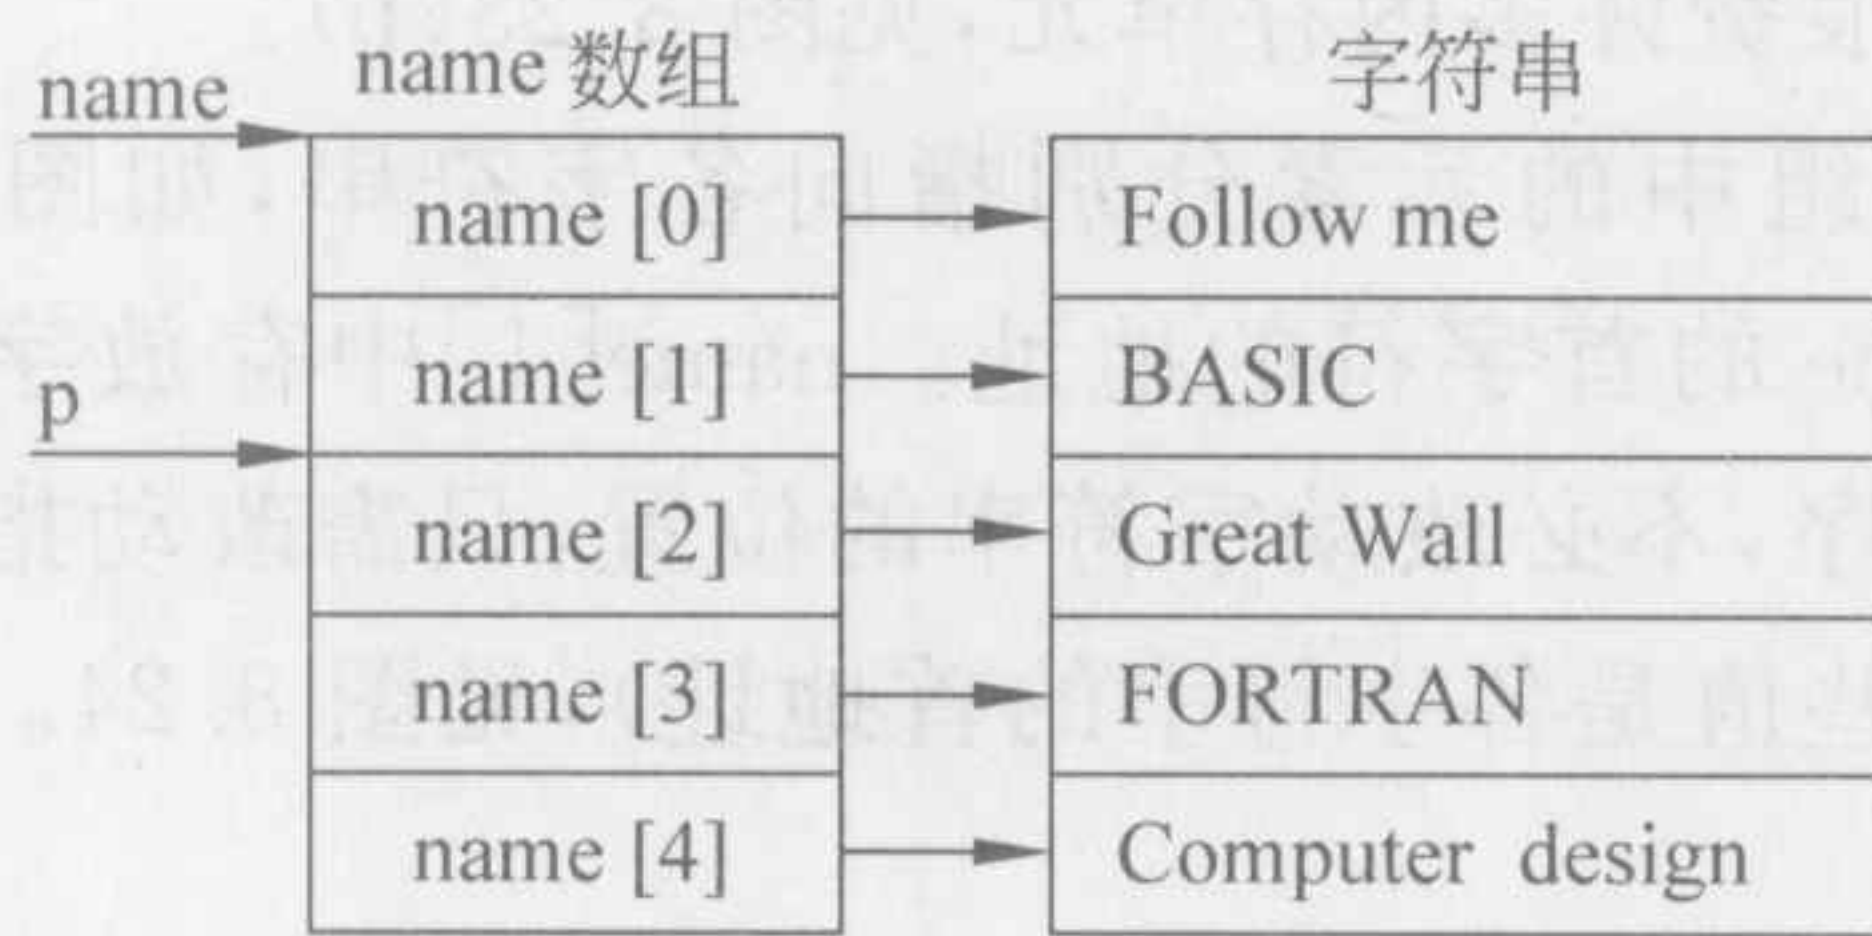 name
name 数组
字符串
name [0]
Follow me
name [1]
BASIC
p
name [2]
Great Wall
name [3]
FORTRAN
name [4]
Computer design